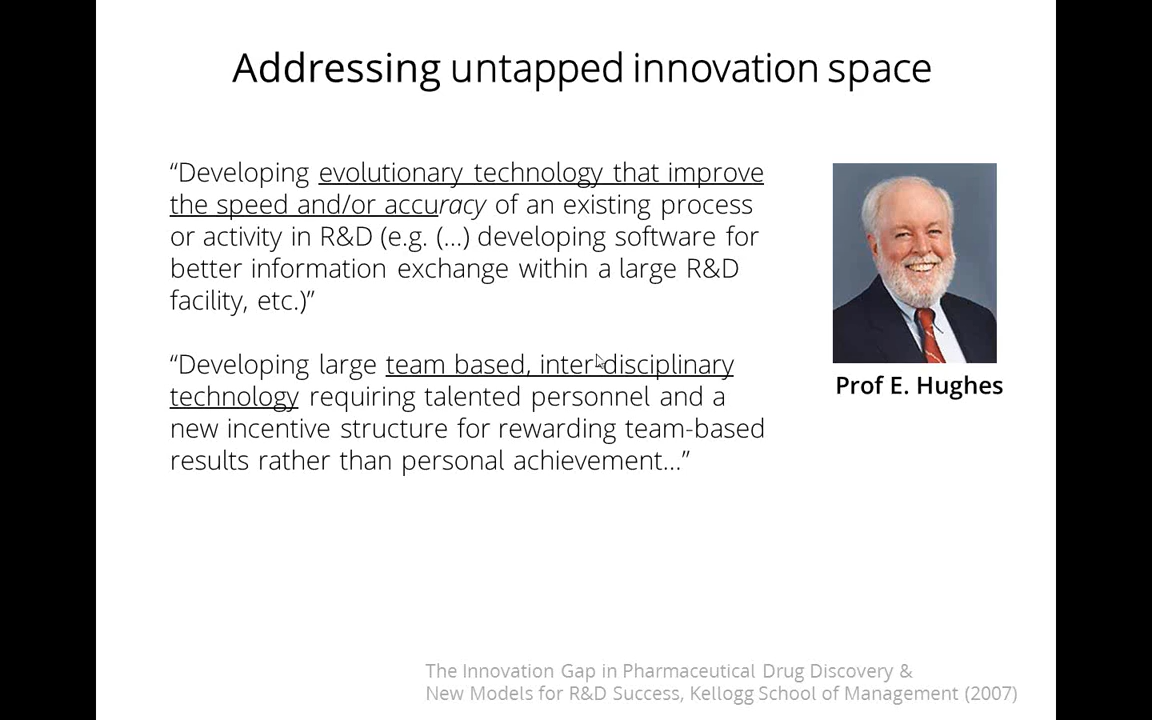 Addressing untapped innovation space
“Developing evolutionary technology that improve
the speed and/or accuracy of an existing process
or activity in R&D (e.g. (...) developing software for
better information exchange within a large R&D
facility, etc.)”
“Developing large team based, inter-disciplinary
technology requiring talented personnel and a
new incentive structure for rewarding team-based
results rather than personal achievement...”
Prof E. Hughes
The Innovation Gap in Pharmaceutical Drug Discovery &
New Models for R&D Success, Kellogg School of Management (2007)